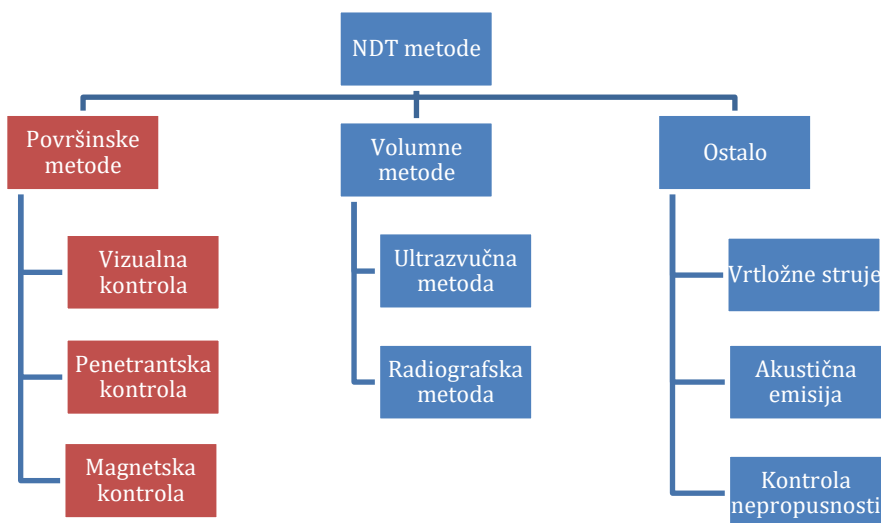 NDT metode
Površinske
metode
Vizualna
kontrola
Penetrantska
kontrola
Magnetska
kontrola
Volumne
metode
Ultrazvučna
metoda
Radiografska
metoda
Ostalo
Vrtložne struje
Akustična
emisija
Kontrola
nepropusnosti